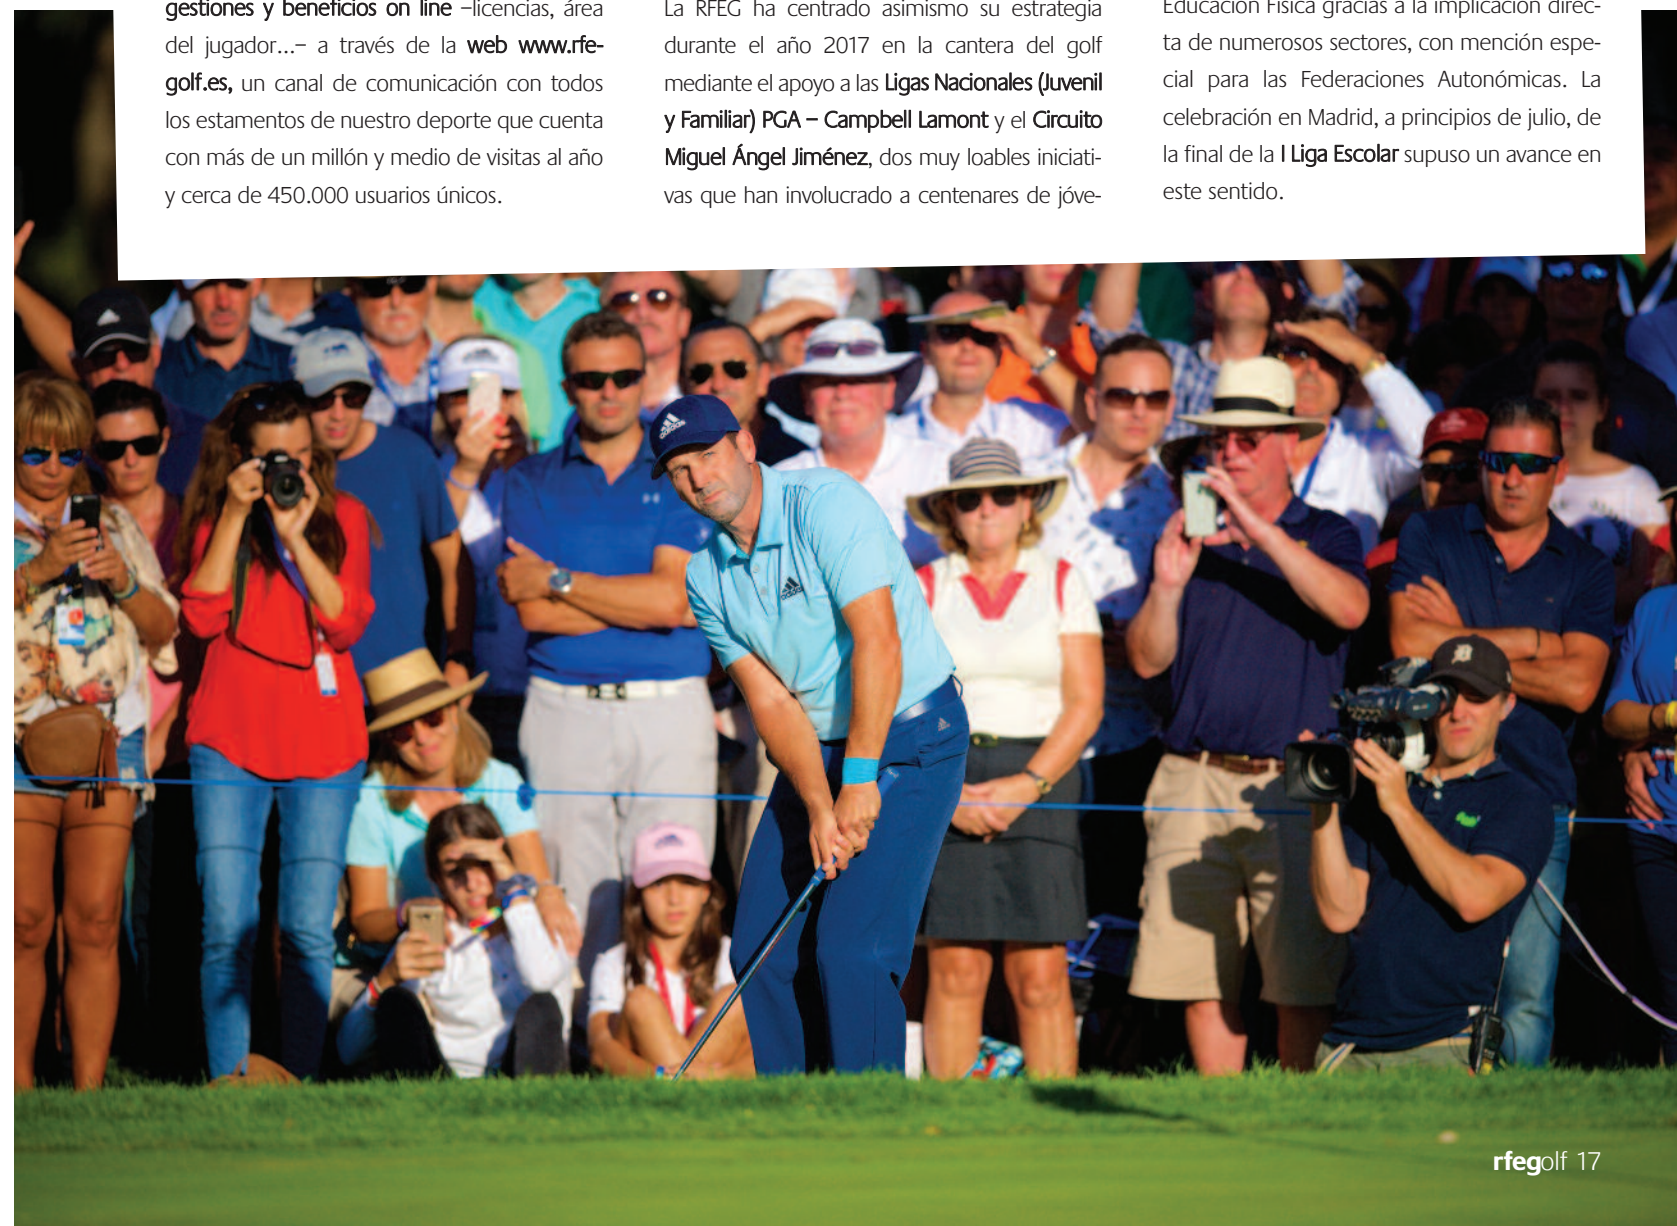 gestiones y beneficios on line –licencias, área
del jugador...– a través de la web www.rfe-
golf.es, un canal de comunicación con todos
los estamentos de nuestro deporte que cuenta
con más de un millón y medio de visitas al año
y cerca de 450.000 usuarios únicos.
La RFEG ha centrado asimismo su estrategia
durante el año 2017 en la cantera del golf
mediante el apoyo a las Ligas Nacionales (Juvenil
y Familiar) PGA – Campbell Lamont y el Circuito
Miguel Ángel Jiménez, dos muy loables iniciati-
vas que han involucrado a centenares de jóve-
Educación Física gracias a la implicación direc-
ta de numerosos sectores, con mención espe-
cial para las Federaciones Autonómicas. La
celebración en Madrid, a principios de julio, de
la final de la I Liga Escolar supuso un avance en
este sentido.
adidas
adidas
rfegolf 17